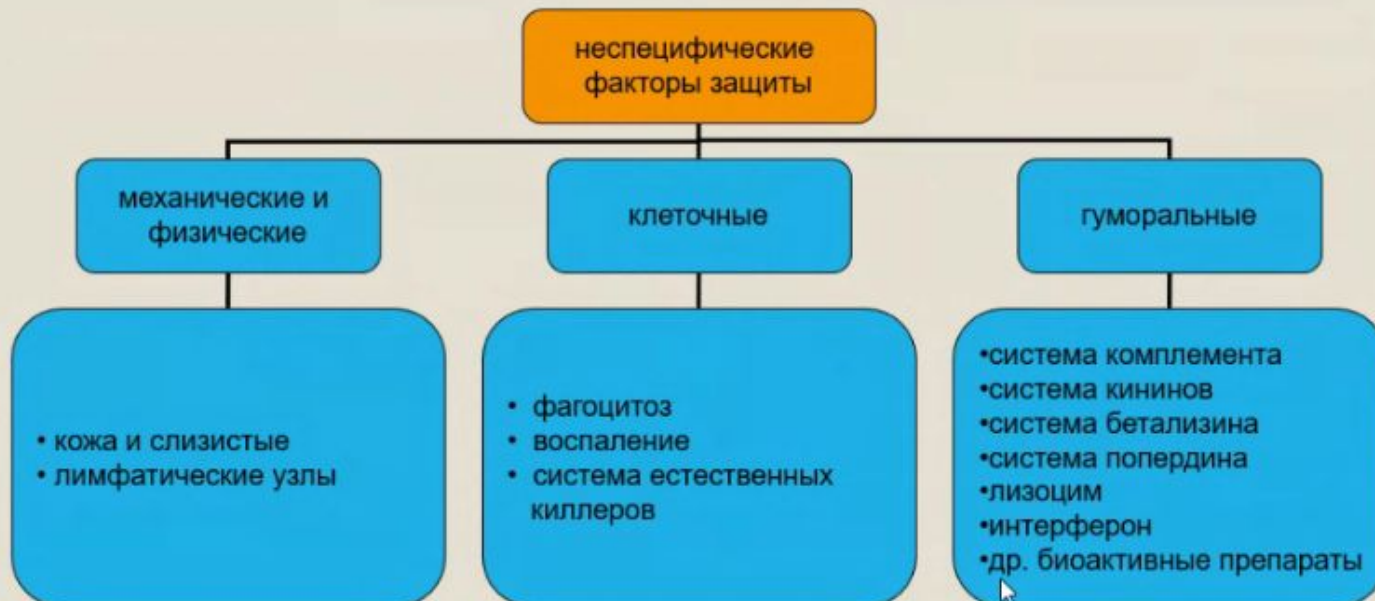 неспецифические
факторы защиты
механические и
физические
клеточные
гуморальные
• кожа и слизистые
• лимфатические узлы
• фагоцитоз
• воспаление
• система естественных
киллеров
•система комплемента
•система кининов
•система бетализина
•система попердина
•лизоцим
•интерферон
•др. биоактивные препараты